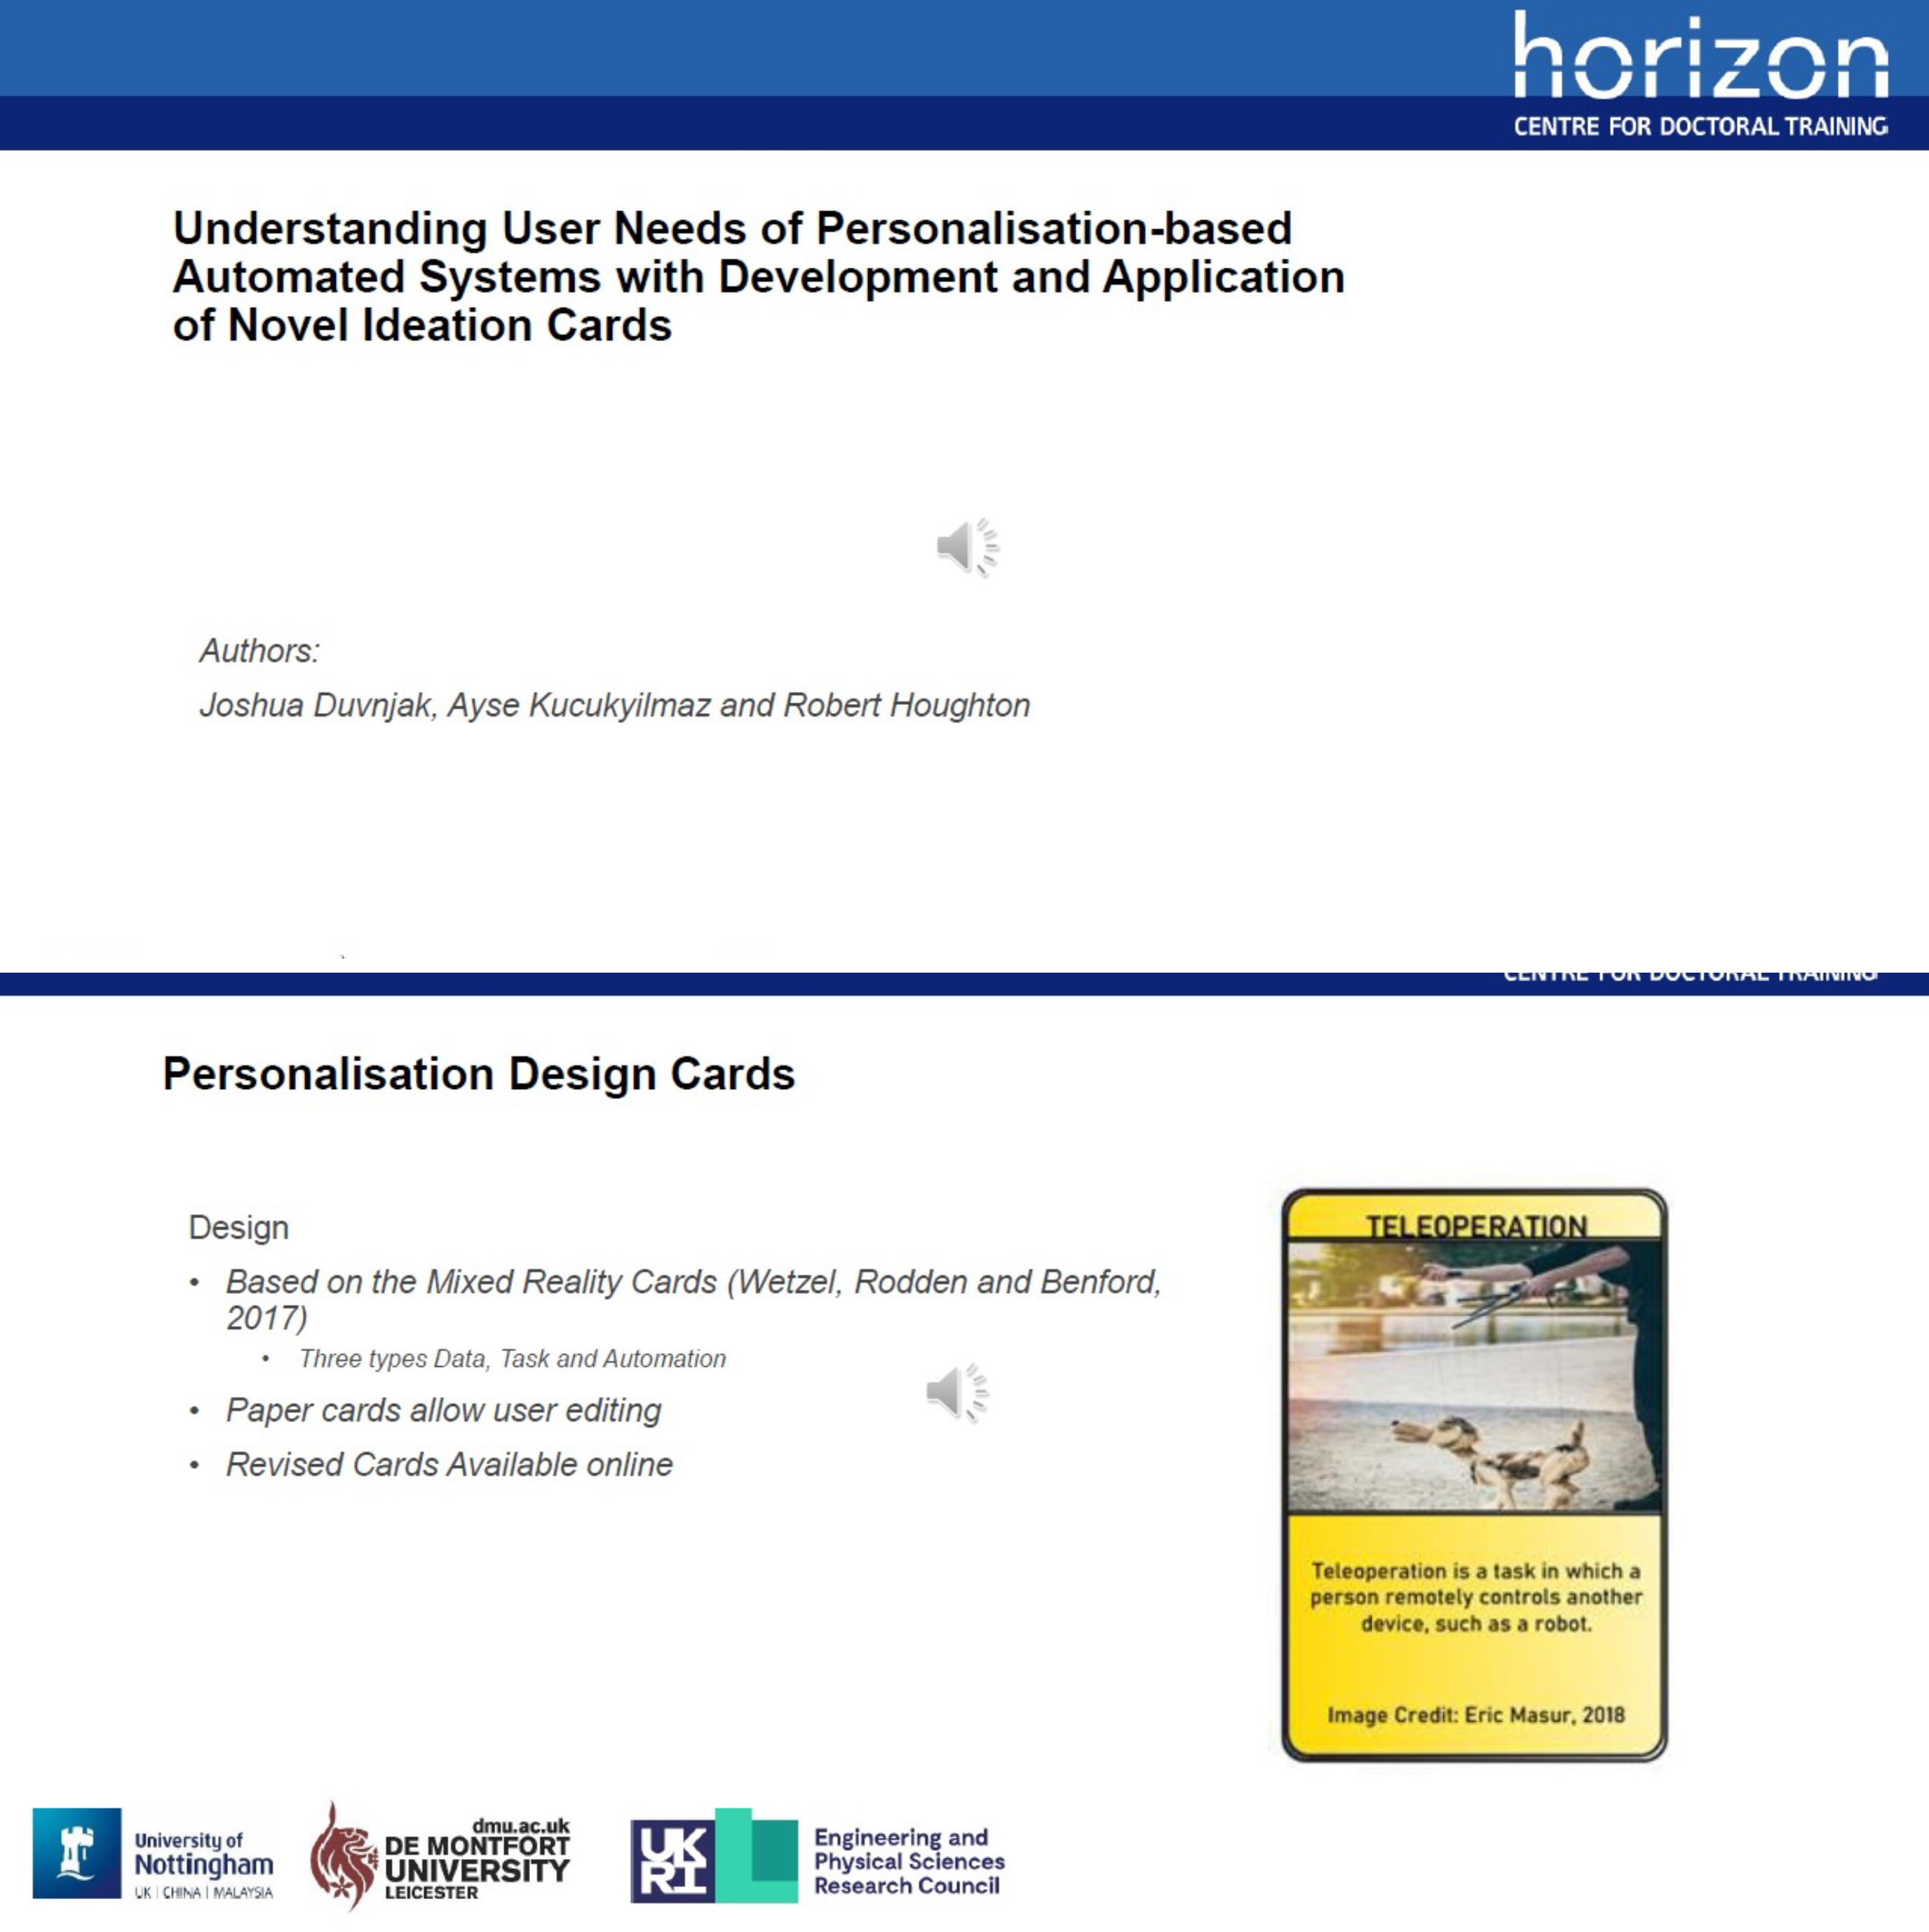 horizon
CENTRE FOR DOCTORAL TRAINING
Understanding User Needs of Personalisation-based
Automated Systems with Development and Application
of Novel Ideation Cards
Authors:
Joshua Duvnjak, Ayse Kucukyilmaz and Robert Houghton
CENTRE FOR DOCTORAL TRAINING
Personalisation Design Cards
Design
• Based on the Mixed Reality Cards (Wetzel, Rodden and Benford,
2017)
• Three types Data, Task and Automation
• Paper cards allow user editing
• Revised Cards Available online
TELEOPERATION
Teleoperation is a task in which a
person remotely controls another
device, such as a robot.
Image Credit: Eric Masur, 2018
University of
Nottingham
UK | CHINA | MALAYSIA
dmu.ac.uk
DE MONTFORT
UNIVERSITY
LEICESTER
UK
RI
Engineering and
Physical Sciences
Research Council